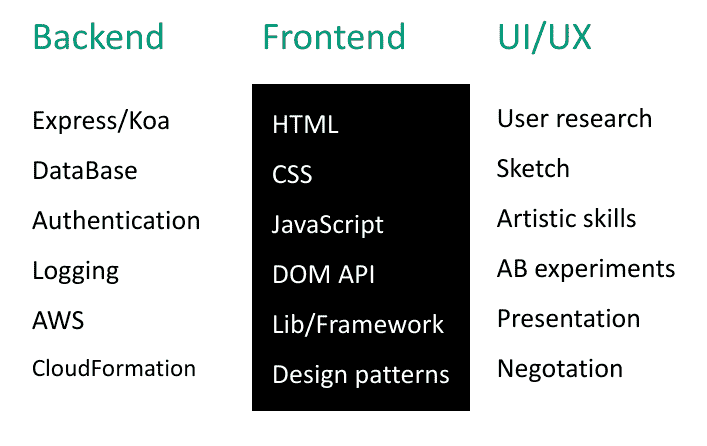 Backend
Express/Koa
DataBase
Authentication
Logging
AWS
CloudFormation
Frontend
HTML
CSS
JavaScript
DOM API
Lib/Framework
Design patterns
UI/UX
User research
Sketch
Artistic skills
AB experiments
Presentation
Negotation